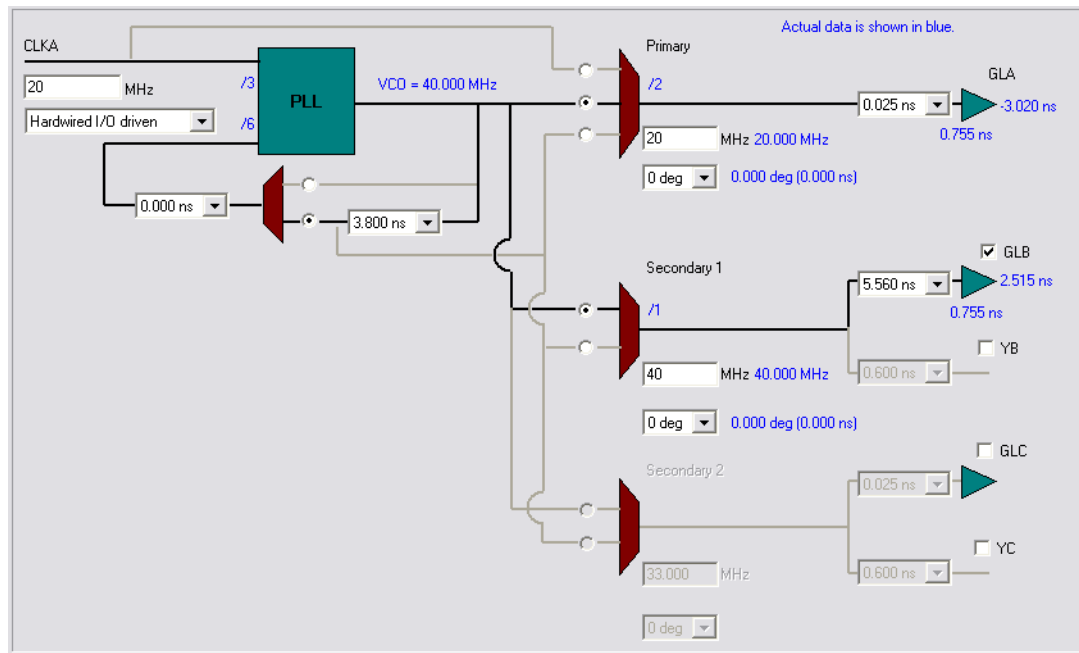 Actual data is shown in blue.
CLKA
20 MHz
Hardwired I/O driven
/3
/6
PLL
VCO = 40.000 MHz
0.000 ns
3.800 ns
Primary
/2
20 MHz 20.000 MHz
0 deg 0.000 deg (0.000 ns)
0.025 ns
GLA
-3.020 ns
0.755 ns
Secondary 1
/1
40 MHz 40.000 MHz
0 deg 0.000 deg (0.000 ns)
5.560 ns
GLB
2.515 ns
0.755 ns
YB
0.600 ns
Secondary 2
33.000 MHz
0 deg
0.025 ns
GLC
YC
0.600 ns